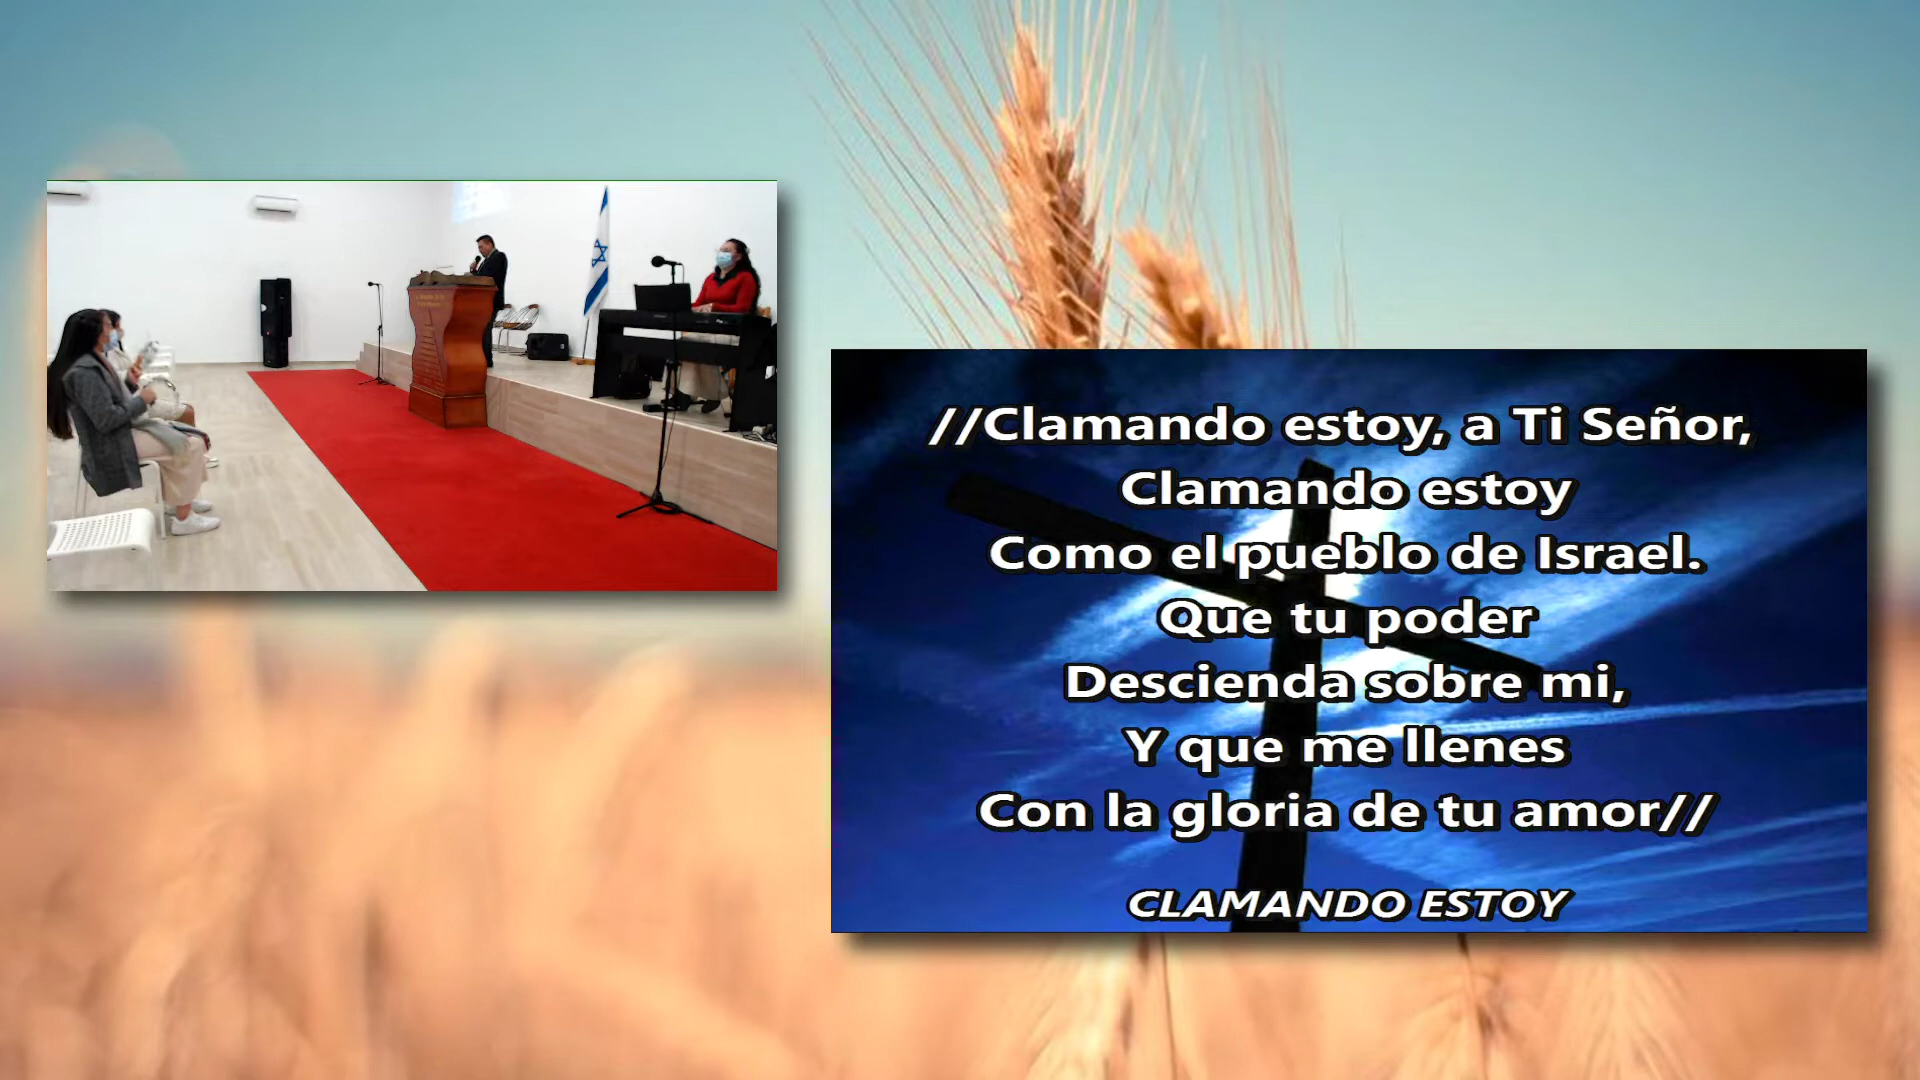 //Clamando estoy, a Ti Señor,
Clamando estoy
Como el pueblo de Israel.
Que tu poder
Descienda sobre mi,
Y que me llenes
Con la gloria de tu amor//
CLAMANDO ESTOY